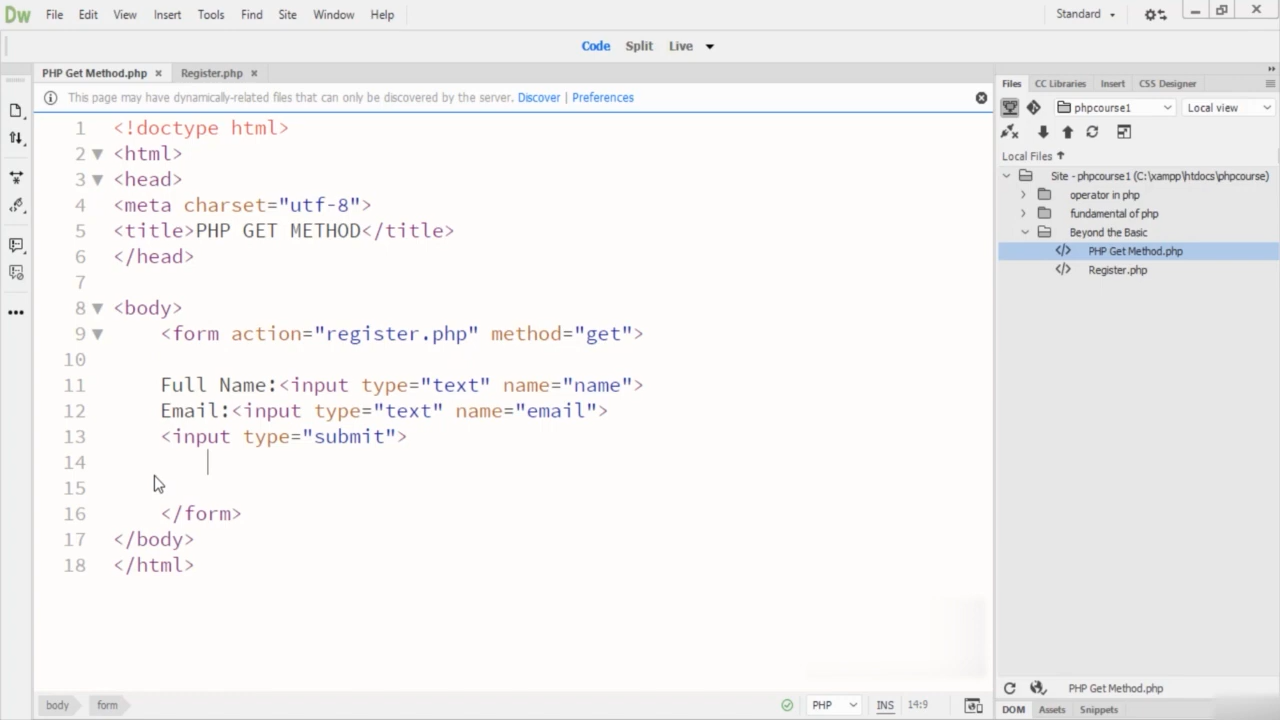 Dw File Edit View Insert Tools Find Site Window Help Standard
Code Split Live
PHP Get Method.php × Register.php ×
This page may have dynamically-related files that can only be discovered by the server. Discover | Preferences
1 <!doctype html>
2 <html>
3 <head>
4 <meta charset="utf-8">
5 <title>PHP GET METHOD</title>
6 </head>
7
8 <body>
9 <form action="register.php" method="get">
10
11 Full Name:<input type="text" name="name">
12 Email:<input type="text" name="email">
13 <input type="submit">
14
15
16 </form>
17 </body>
18 </html>
body form PHP INS 14:9
Files CC Libraries Insert CSS Designer
phpcourse1 Local view
Local Files
Site - phpcourse1 (C:\xampp\htdocs\phpcourse)
operator in php
fundamental of php
Beyond the Basic
PHP Get Method.php
Register.php
PHP Get Method.php
DOM Assets Snippets